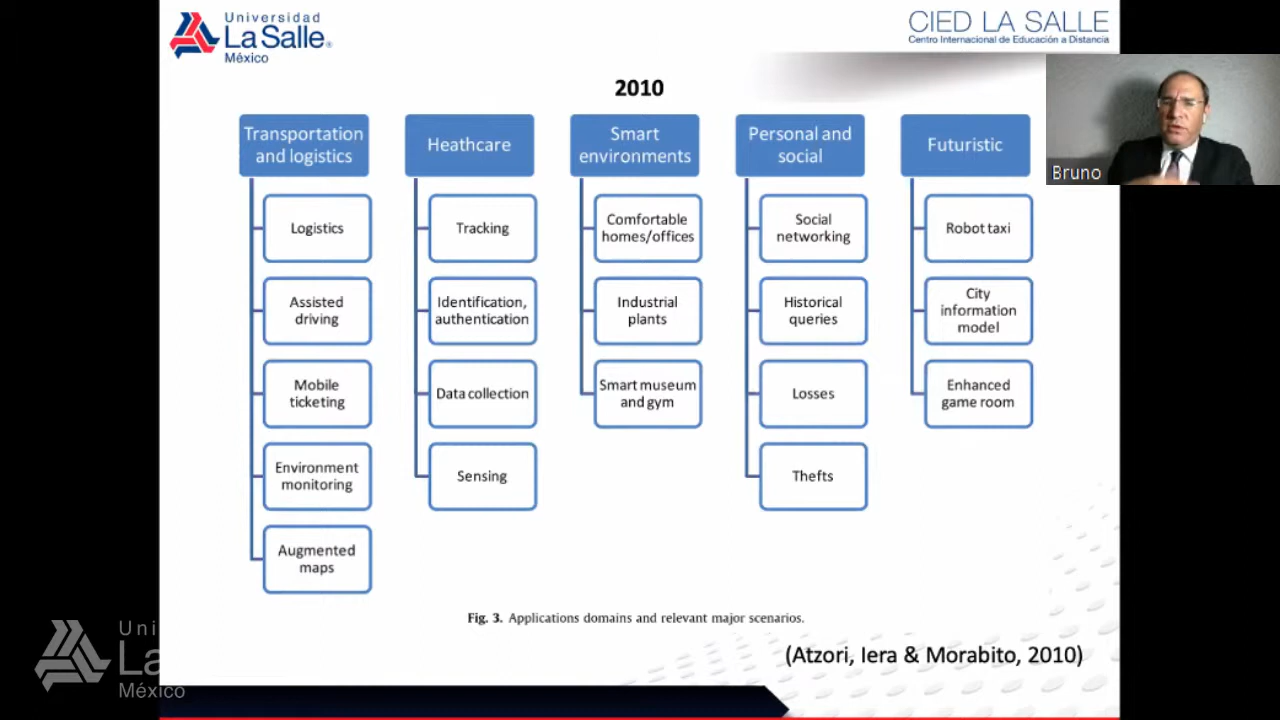 Universidad
La Salle®
México
CIED LA SALLE
Centro Internacional de Educación a Distancia
2010
Transportation
and logistics
Logistics
Assisted
driving
Mobile
ticketing
Environment
monitoring
Augmented
maps
Heathcare
Tracking
Identification,
authentication
Data collection
Sensing
Smart
environments
Comfortable
homes/offices
Industrial
plants
Smart museum
and gym
Personal and
social
Social
networking
Historical
queries
Losses
Thefts
Futuristic
Robot taxi
City
information
model
Enhanced
game room
Bruno
Fig. 3. Applications domains and relevant major scenarios.
(Atzori, Iera & Morabito, 2010)
Uni
La
México